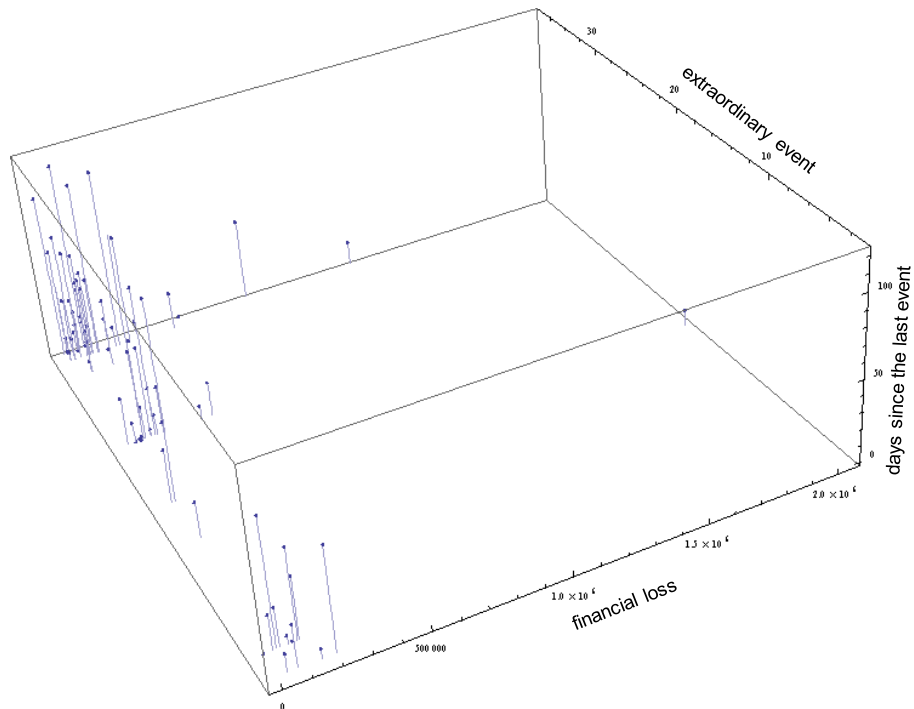 30
extraordinary event
20
10
100
days since the last event
50
0
2.0 × 10⁶
1.5 × 10⁶
1.0 × 10⁶
financial loss
500 000
0